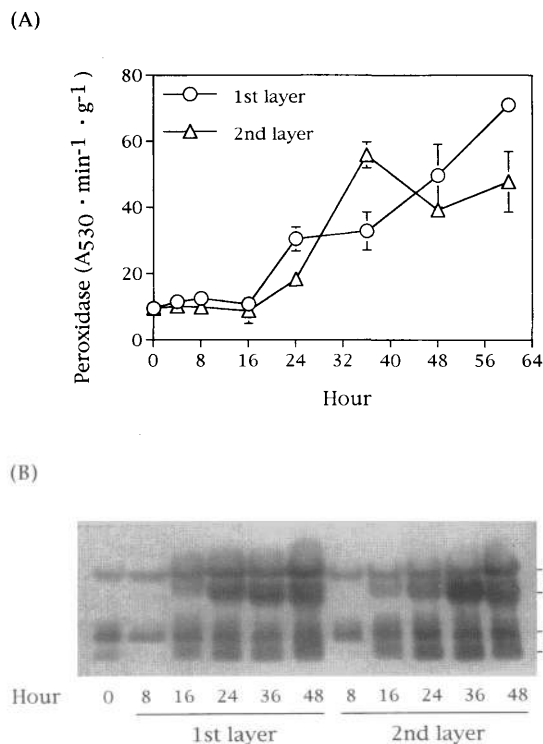 (A)
Peroxidase (A530 · min-1 · g-1)
80
60
40
20
0
1st layer
2nd layer
0 8 16 24 32 40 48 56 64
Hour
(B)
Hour 0 8 16 24 36 48 8 16 24 36 48
1st layer 2nd layer